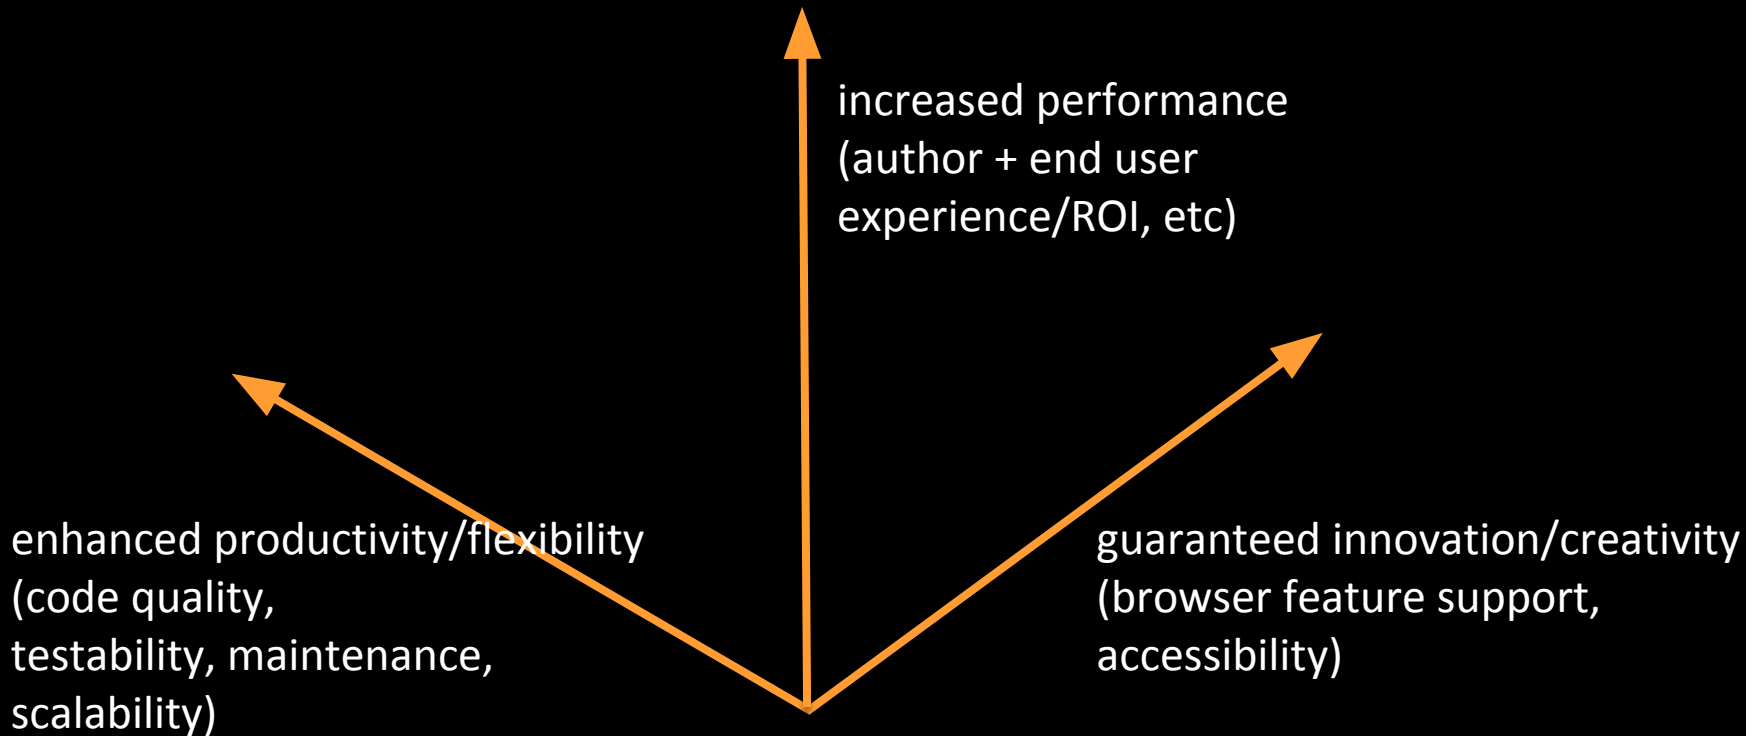 increased performance
(author + end user
experience/ROI, etc)
enhanced productivity/flexibility
(code quality,
testability, maintenance,
scalability)
guaranteed innovation/creativity
(browser feature support,
accessibility)